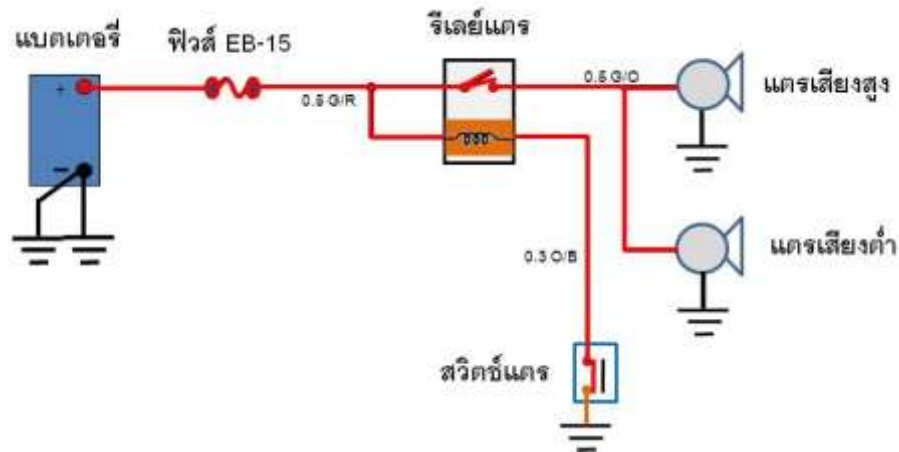 แบตเตอรี่
ฟิวส์ EB-15
รีเลย์แตร
+
0.5 G/R
0.5 G/O
แตรเสียงสูง
−
แตรเสียงต่ำ
0.3 O/B
สวิตช์แตร